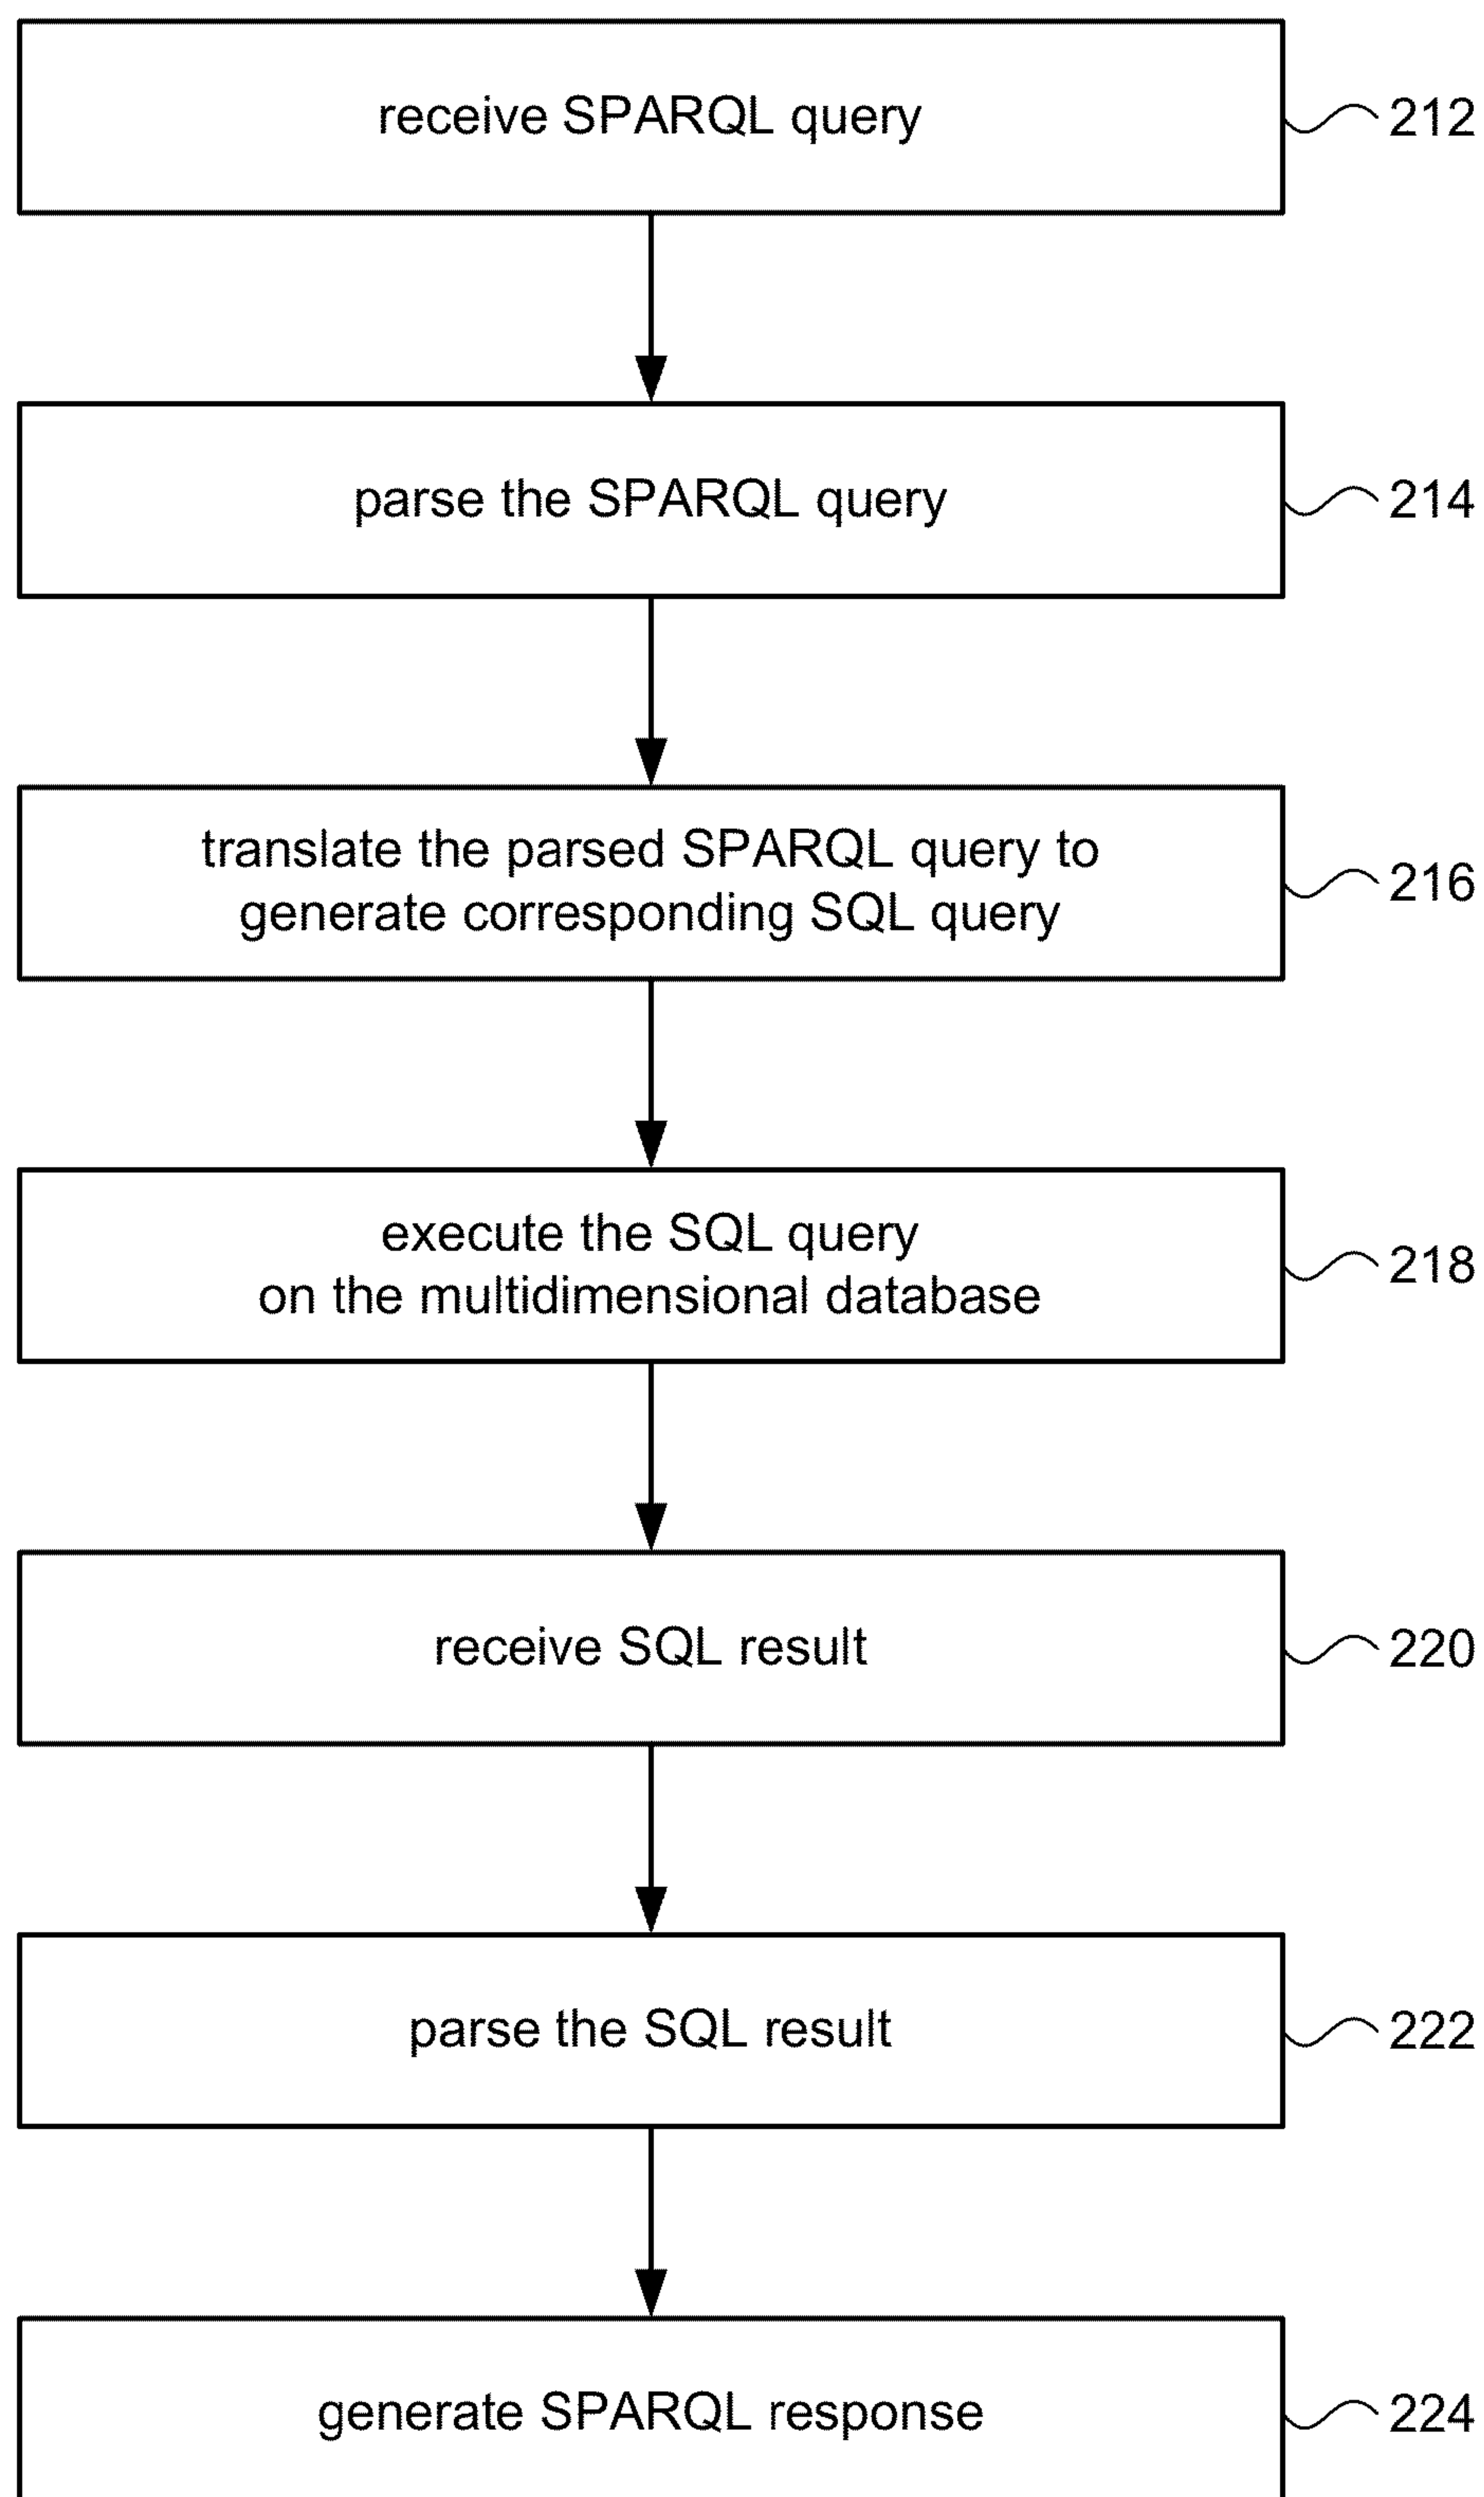 receive SPARQL query
212
parse the SPARQL query
214
translate the parsed SPARQL query to
generate corresponding SQL query
216
execute the SQL query
on the multidimensional database
218
receive SQL result
220
parse the SQL result
222
generate SPARQL response
224